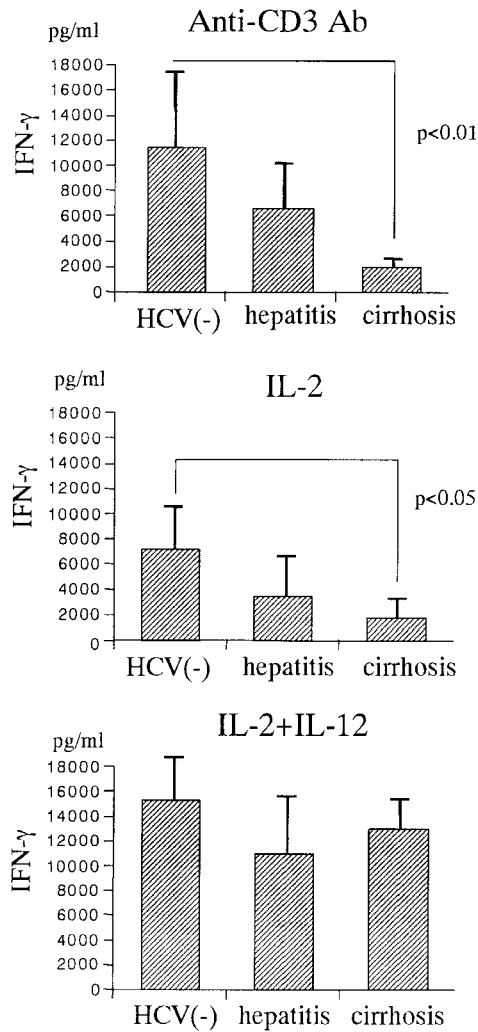 Anti-CD3 Ab
pg/ml
18000
16000
14000
12000
10000
8000
6000
4000
2000
0
IFN-γ
p<0.01
HCV(-) hepatitis cirrhosis
IL-2
pg/ml
18000
16000
14000
12000
10000
8000
6000
4000
2000
0
IFN-γ
p<0.05
HCV(-) hepatitis cirrhosis
IL-2+IL-12
pg/ml
18000
16000
14000
12000
10000
8000
6000
4000
2000
0
IFN-γ
HCV(-) hepatitis cirrhosis